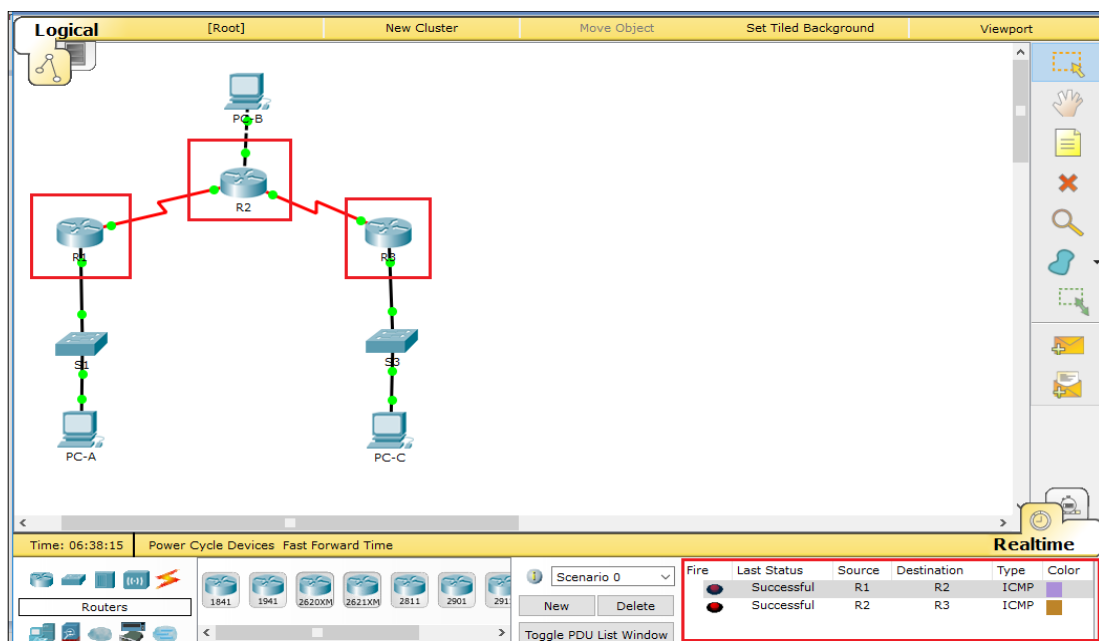 Logical [Root] New Cluster Move Object Set Tiled Background Viewport
PC-B
R2
R1 R3
S1 S3
PC-A PC-C
Time: 06:38:15 Power Cycle Devices Fast Forward Time Realtime
Routers
1841 1941 2620XM 2621XM 2811 2901 291
Scenario 0
New Delete
Toggle PDU List Window
Fire Last Status Source Destination Type Color
Successful R1 R2 ICMP
Successful R2 R3 ICMP